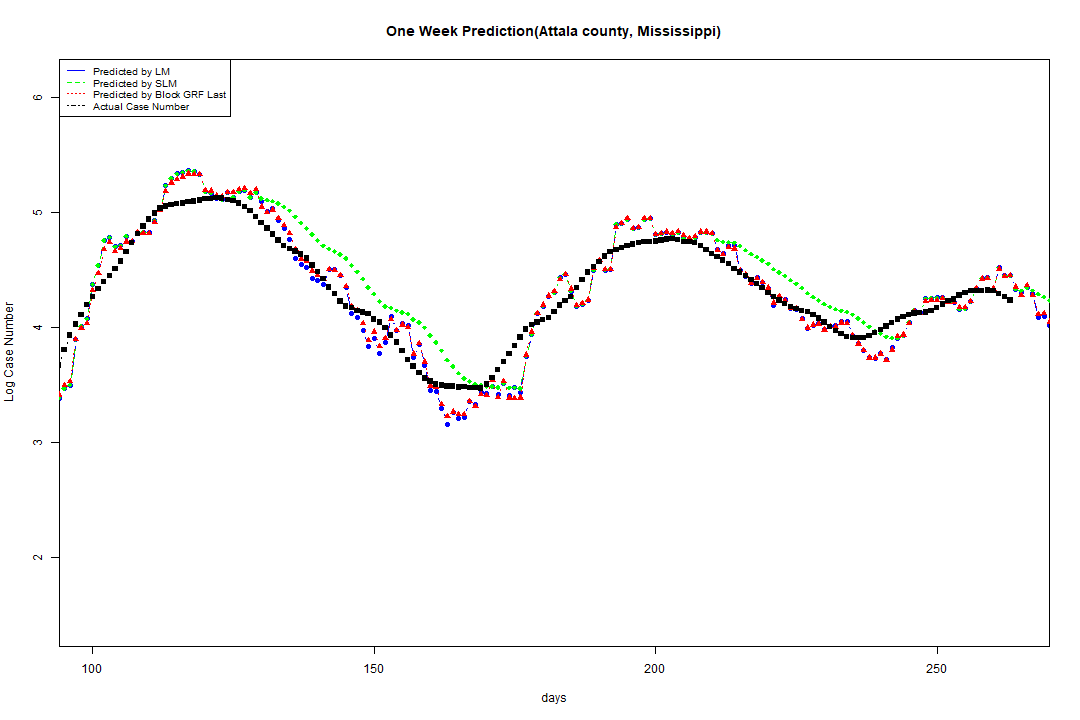 One Week Prediction(Attala county, Mississippi)
Predicted by LM
Predicted by SLM
Predicted by Block GRF Last
Actual Case Number
6
5
4
3
2
Log Case Number
100 150 200 250
days